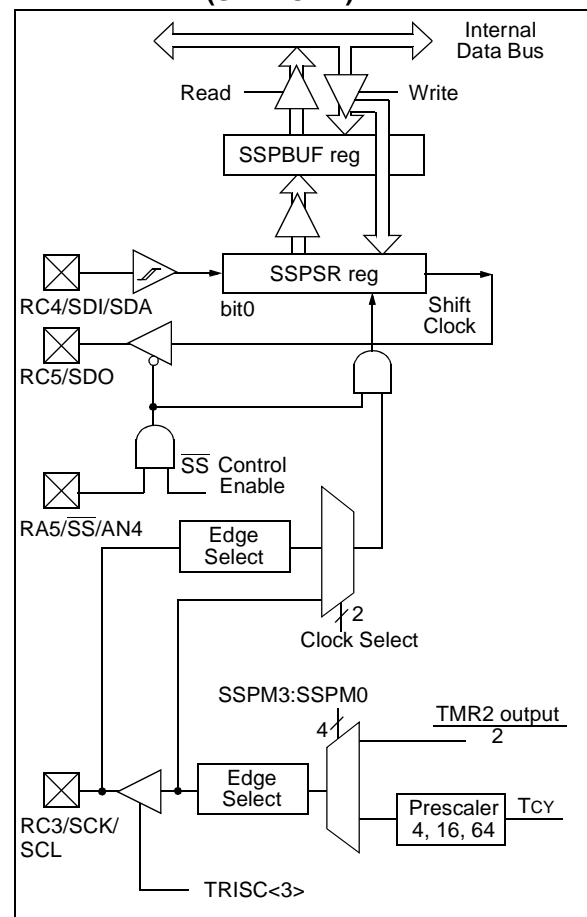 Internal
Data Bus
Read
Write
SSPBUF reg
SSPSR reg
RC4/SDI/SDA
bit0
Shift
Clock
RC5/SDO
SS Control
Enable
RA5/SS/AN4
Edge
Select
2
Clock Select
SSPM3:SSPM0
4
TMR2 output
2
Edge
Select
Prescaler
4, 16, 64
TCY
RC3/SCK/
SCL
TRISC<3>